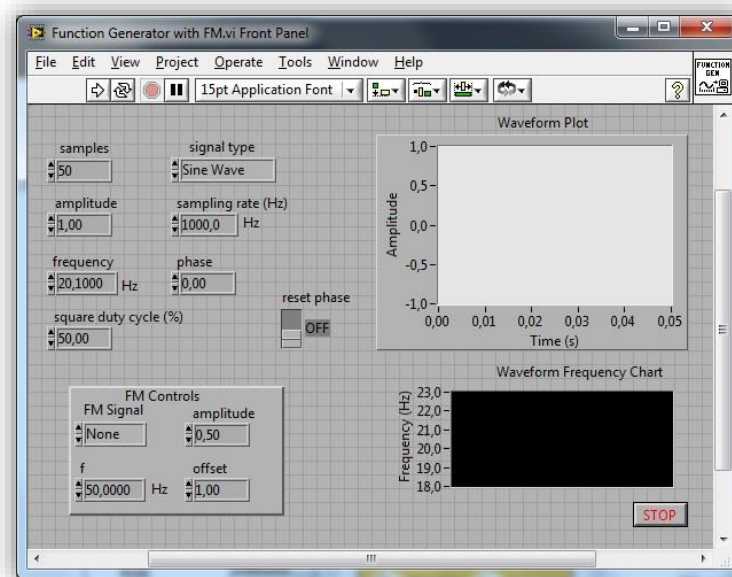 Function Generator with FM.vi Front Panel
File Edit View Project Operate Tools Window Help
15pt Application Font
?
FUNCTION
GEN
samples
50
signal type
Sine Wave
amplitude
1,00
sampling rate (Hz)
1000,0 Hz
frequency
20,1000 Hz
phase
0,00
square duty cycle (%)
50,00
reset phase
OFF
FM Controls
FM Signal
None
amplitude
0,50
f
50,0000 Hz
offset
1,00
Waveform Plot
Amplitude
1,0
0,5
0,0
-0,5
-1,0
0,00 0,01 0,02 0,03 0,04 0,05
Time (s)
Waveform Frequency Chart
Frequency (Hz)
23,0
22,0
21,0
20,0
19,0
18,0
STOP